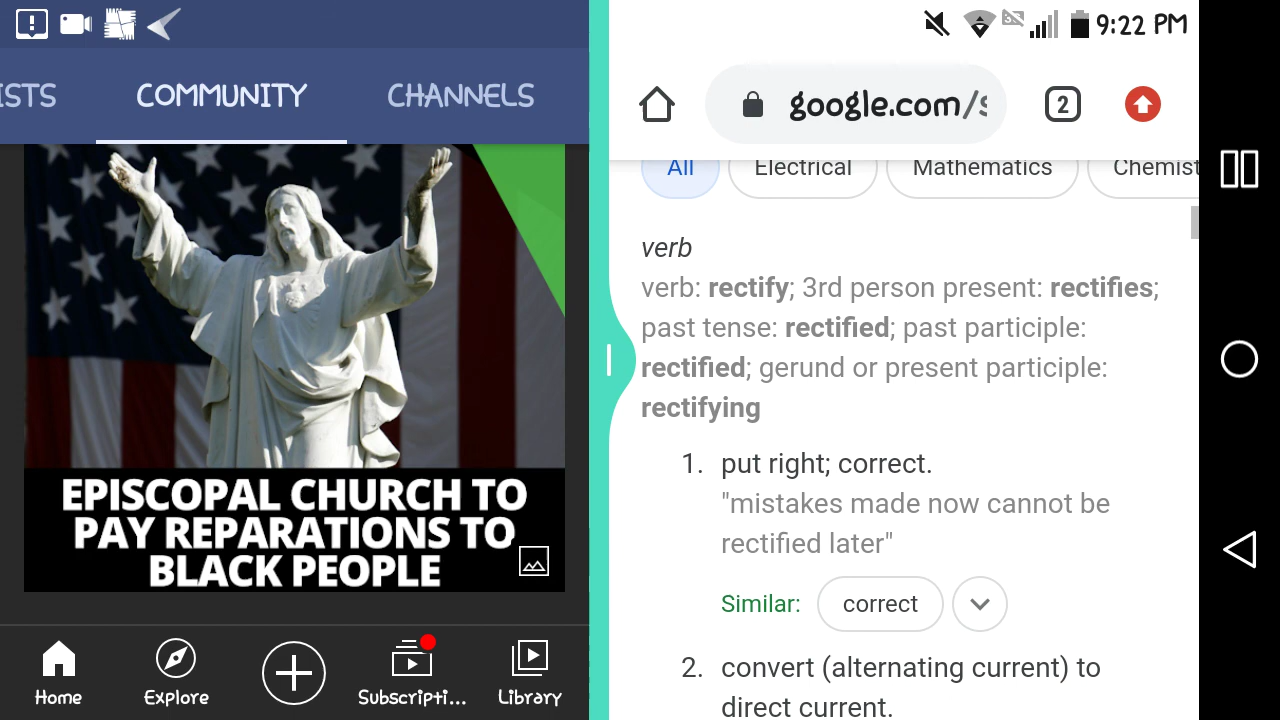 ISTS
COMMUNITY
CHANNELS
EPISCOPAL CHURCH TO
PAY REPARATIONS TO
BLACK PEOPLE
Home
Explore
Subscripti...
Library
9:22 PM
google.com/s
2
All
Electrical
Mathematics
Chemist
verb
verb: rectify; 3rd person present: rectifies;
past tense: rectified; past participle:
rectified; gerund or present participle:
rectifying
1. put right; correct.
"mistakes made now cannot be
rectified later"
Similar: correct
2. convert (alternating current) to
direct current.